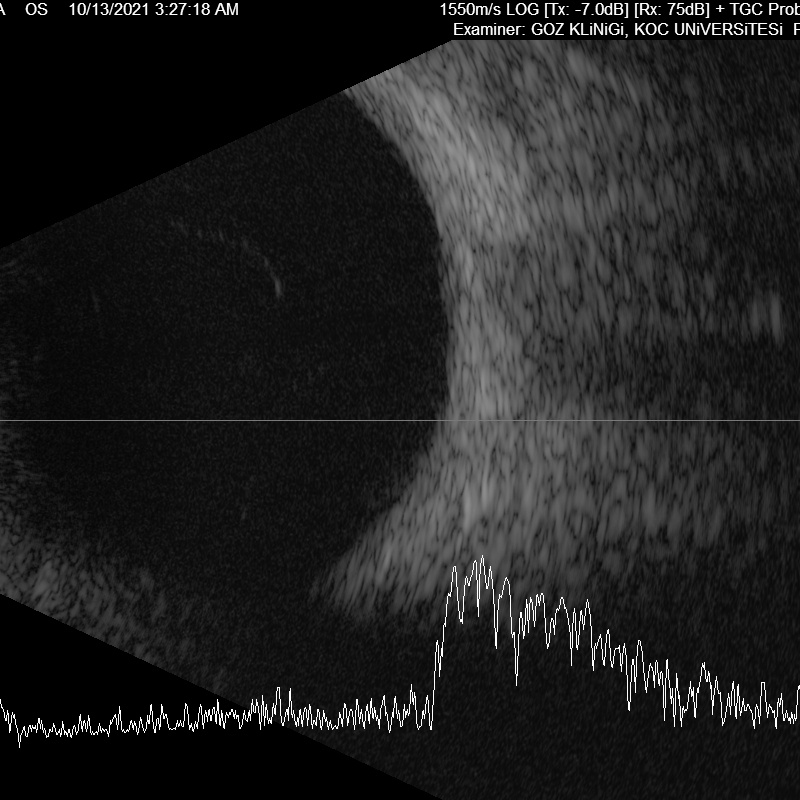 OS 10/13/2021 3:27:18 AM
1550m/s LOG [Tx: -7.0dB] [Rx: 75dB] + TGC
Examiner: GOZ KLiNiGi, KOC UNiVERSiTESi